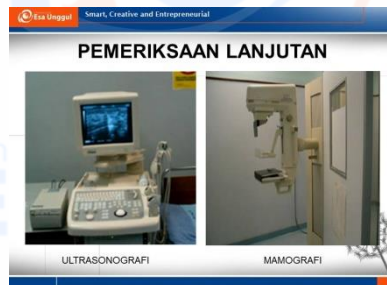 Esa Unggul
Smart, Creative and Entrepreneurial
PEMERIKSAAN LANJUTAN
ULTRASONOGRAFI
MAMOGRAFI